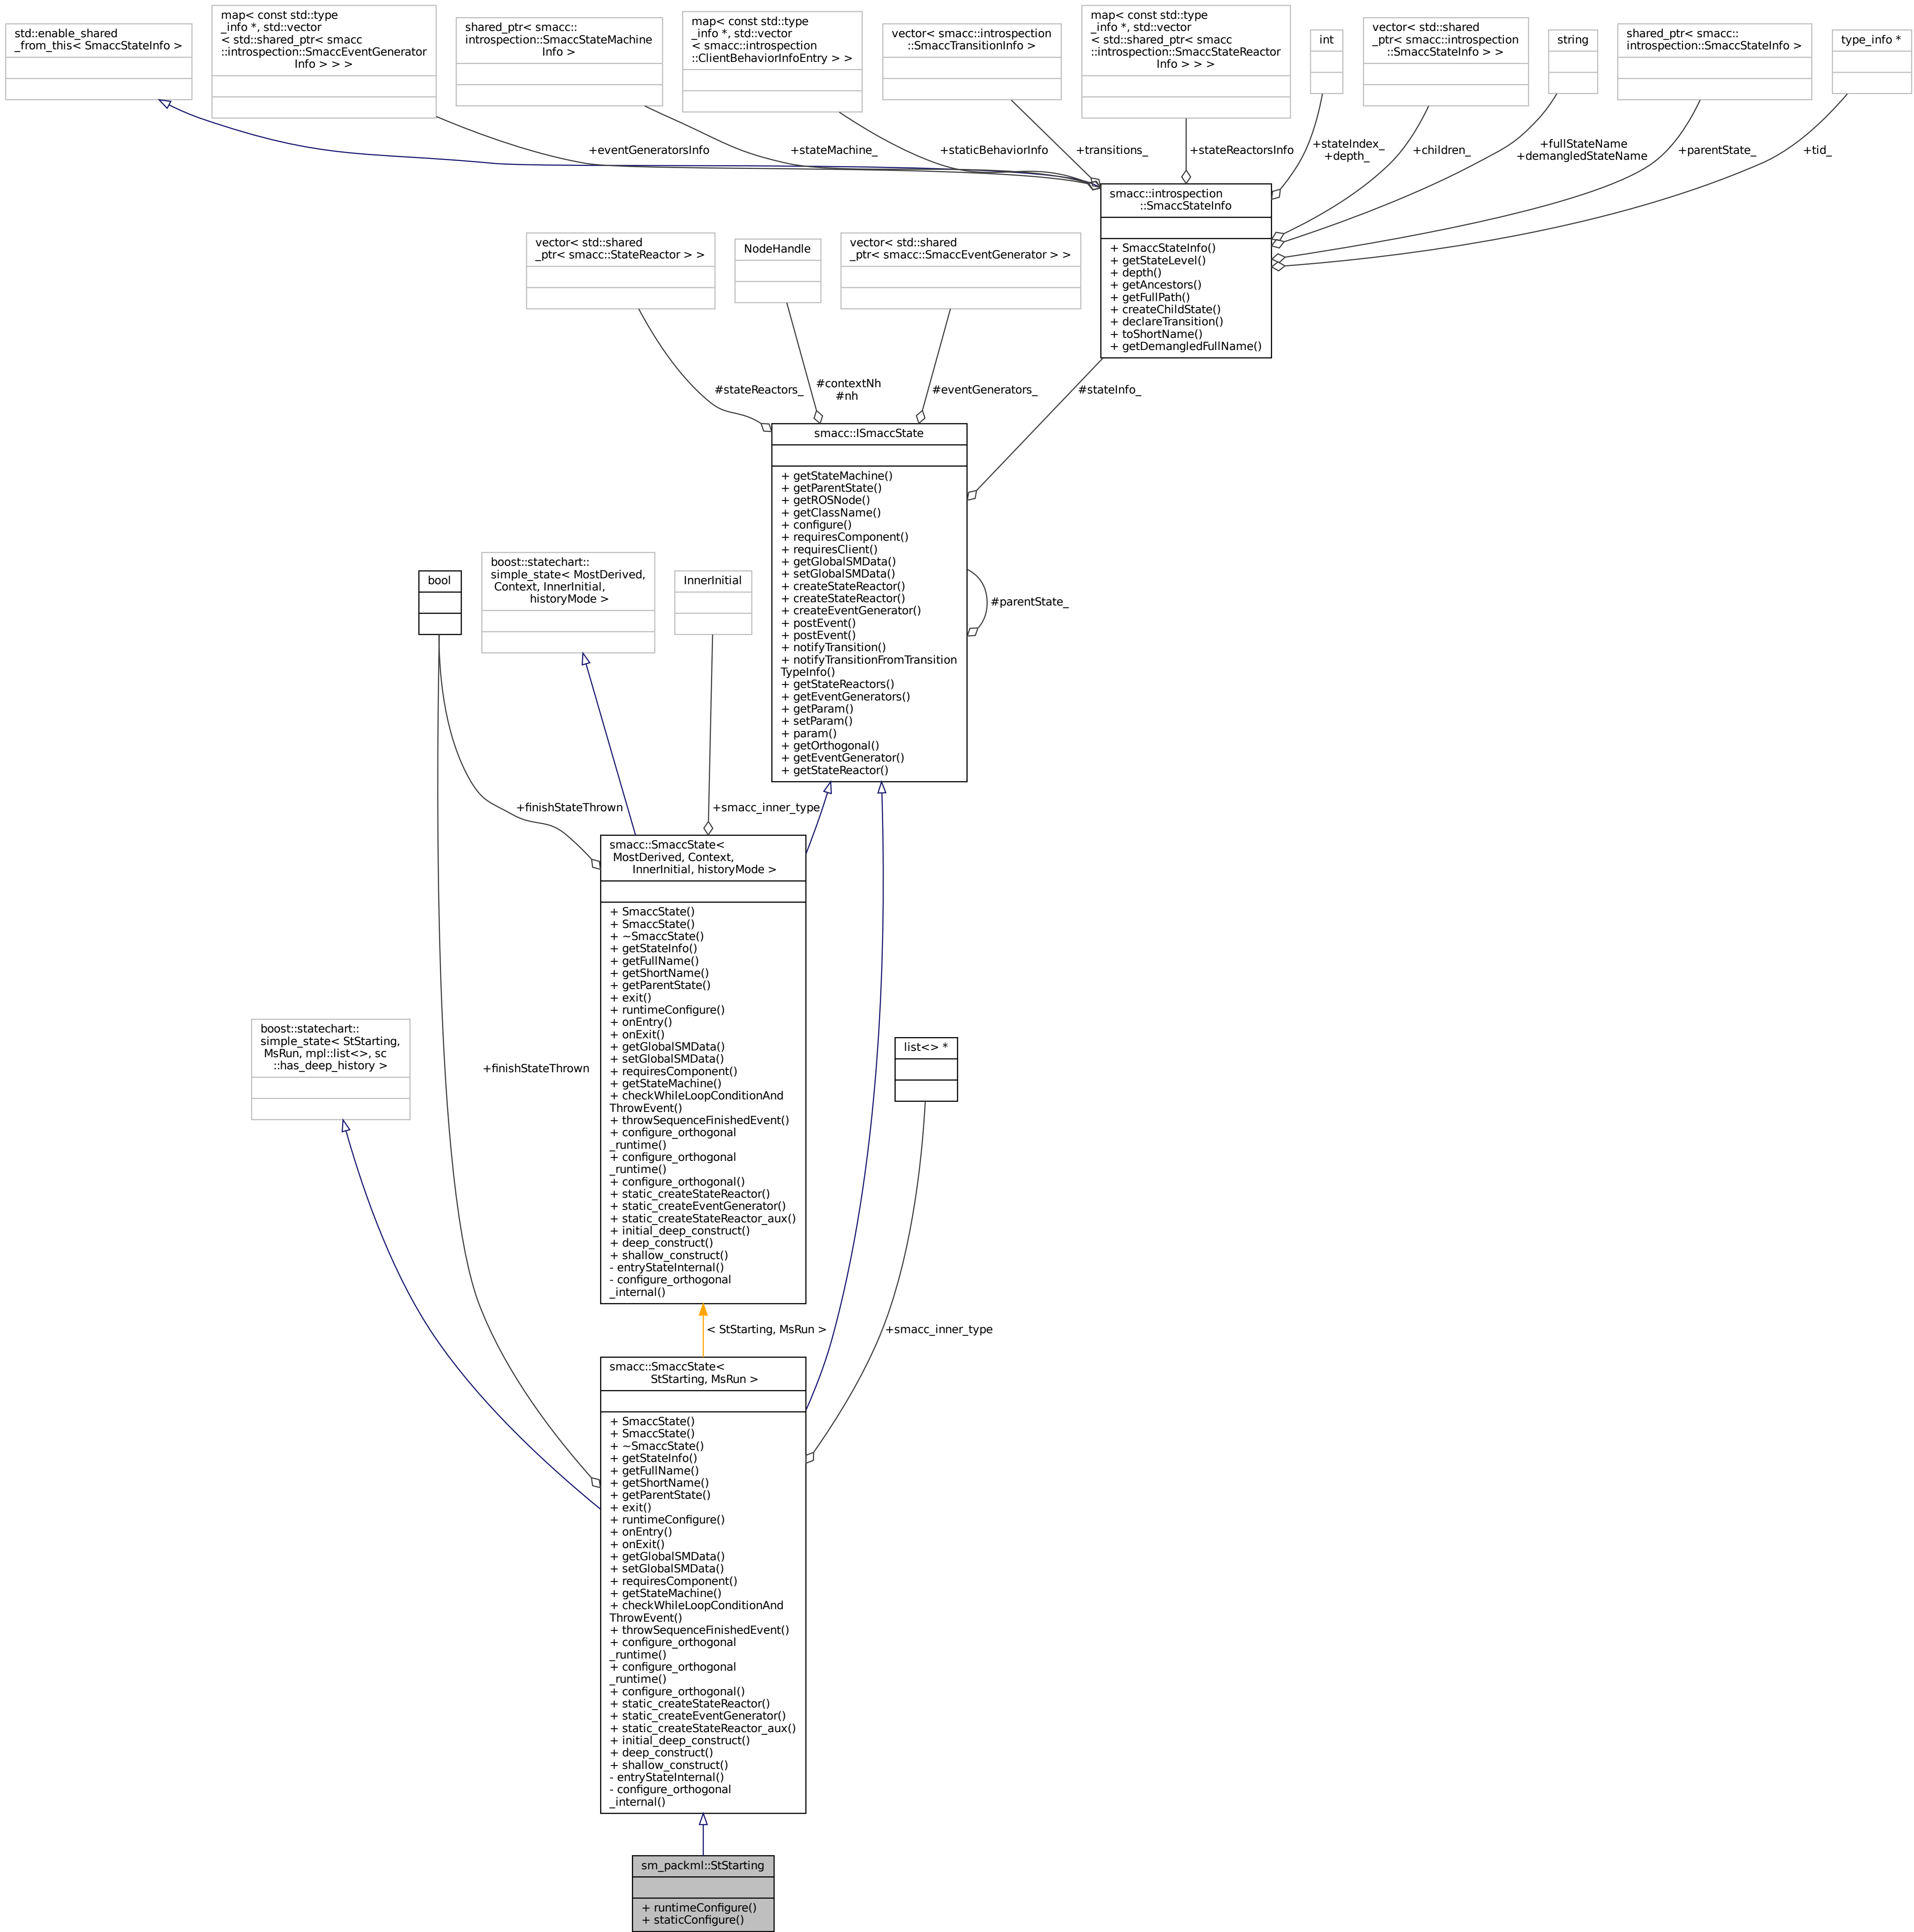 std::enable_shared
_from_this< SmaccStateInfo >
map< const std::type
_info *, std::vector
< std::shared_ptr< smacc
::introspection::SmaccEventGenerator
Info > > >
shared_ptr< smacc::
introspection::SmaccStateMachine
Info >
map< const std::type
_info *, std::vector
< smacc::introspection
::ClientBehaviorInfoEntry > >
vector< smacc::introspection
::SmaccTransitionInfo >
map< const std::type
_info *, std::vector
< std::shared_ptr< smacc
::introspection::SmaccStateReactor
Info > > >
int
vector< std::shared
_ptr< smacc::introspection
::SmaccStateInfo > >
string
shared_ptr< smacc::
introspection::SmaccStateInfo >
type_info *
+eventGeneratorsInfo
+stateMachine_
+staticBehaviorInfo
+transitions_
+stateReactorsInfo
+stateIndex_
+depth_
+children_
+fullStateName
+demangledStateName
+parentState_
+tid_
smacc::introspection
::SmaccStateInfo
+ SmaccStateInfo()
+ getStateLevel()
+ depth()
+ getAncestors()
+ getFullPath()
+ createChildState()
+ declareTransition()
+ toShortName()
+ getDemangledFullName()
vector< std::shared
_ptr< smacc::StateReactor > >
NodeHandle
vector< std::shared
_ptr< smacc::SmaccEventGenerator > >
#stateReactors_
#contextNh
#nh
#eventGenerators_
#stateInfo_
smacc::ISmaccState
+ getStateMachine()
+ getParentState()
+ getROSNode()
+ getClassName()
+ configure()
+ requiresComponent()
+ requiresClient()
+ getGlobalSMData()
+ setGlobalSMData()
+ createStateReactor()
+ createStateReactor()
+ createEventGenerator()
+ postEvent()
+ postEvent()
+ notifyTransition()
+ notifyTransitionFromTransition
TypeInfo()
+ getStateReactors()
+ getEventGenerators()
+ getParam()
+ setParam()
+ param()
+ getOrthogonal()
+ getEventGenerator()
+ getStateReactor()
#parentState_
bool
boost::statechart::
simple_state< MostDerived,
Context, InnerInitial,
historyMode >
InnerInitial
+finishStateThrown
+smacc_inner_type
smacc::SmaccState<
MostDerived, Context,
InnerInitial, historyMode >
+ SmaccState()
+ SmaccState()
+ ~SmaccState()
+ getStateInfo()
+ getFullName()
+ getShortName()
+ getParentState()
+ exit()
+ runtimeConfigure()
+ onEntry()
+ onExit()
+ getGlobalSMData()
+ setGlobalSMData()
+ requiresComponent()
+ getStateMachine()
+ checkWhileLoopConditionAnd
ThrowEvent()
+ throwSequenceFinishedEvent()
+ configure_orthogonal
_runtime()
+ configure_orthogonal
_runtime()
+ configure_orthogonal()
+ static_createStateReactor()
+ static_createEventGenerator()
+ static_createStateReactor_aux()
+ initial_deep_construct()
+ deep_construct()
+ shallow_construct()
- entryStateInternal()
- configure_orthogonal
_internal()
boost::statechart::
simple_state< StStarting,
MsRun, mpl::list<>, sc
::has_deep_history >
+finishStateThrown
list<> *
< StStarting, MsRun >
+smacc_inner_type
smacc::SmaccState<
StStarting, MsRun >
+ SmaccState()
+ SmaccState()
+ ~SmaccState()
+ getStateInfo()
+ getFullName()
+ getShortName()
+ getParentState()
+ exit()
+ runtimeConfigure()
+ onEntry()
+ onExit()
+ getGlobalSMData()
+ setGlobalSMData()
+ requiresComponent()
+ getStateMachine()
+ checkWhileLoopConditionAnd
ThrowEvent()
+ throwSequenceFinishedEvent()
+ configure_orthogonal
_runtime()
+ configure_orthogonal
_runtime()
+ configure_orthogonal()
+ static_createStateReactor()
+ static_createEventGenerator()
+ static_createStateReactor_aux()
+ initial_deep_construct()
+ deep_construct()
+ shallow_construct()
- entryStateInternal()
- configure_orthogonal
_internal()
sm_packml::StStarting
+ runtimeConfigure()
+ staticConfigure()